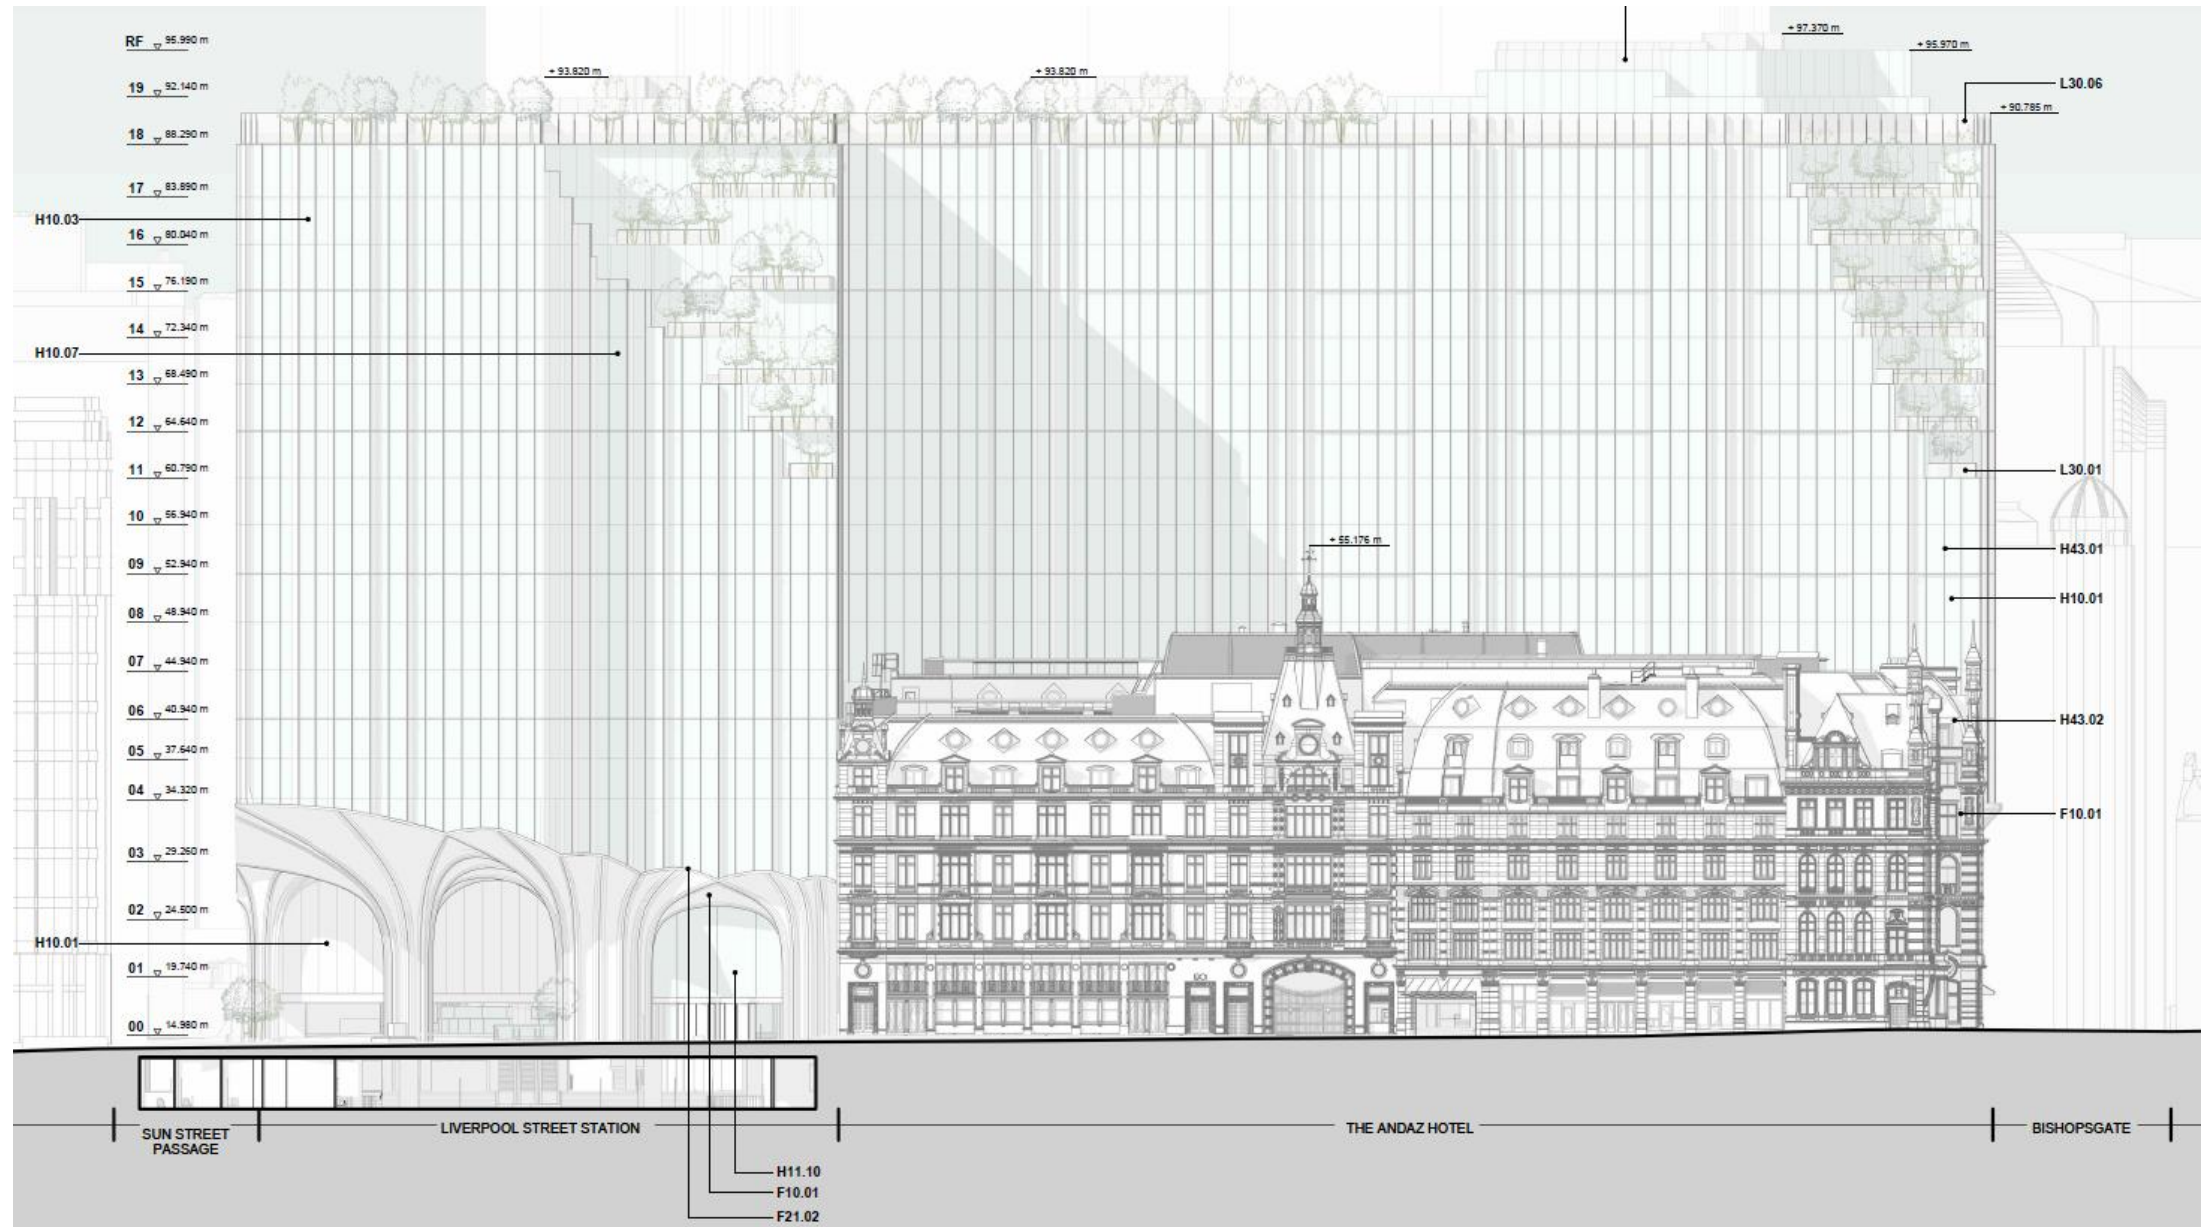 RF 95.990 m
+ 97.370 m
+ 95.970 m
+ 93.820 m
+ 93.820 m
19 92.140 m
L30.06
+ 90.785 m
18 88.290 m
17 83.890 m
H10.03
16 80.040 m
15 76.190 m
14 72.340 m
H10.07
13 68.490 m
12 64.640 m
11 60.790 m
L30.01
10 56.940 m
+ 55.176 m
H43.01
09 52.940 m
H10.01
08 48.940 m
07 44.940 m
06 40.940 m
H43.02
05 37.640 m
04 34.320 m
F10.01
03 29.260 m
02 24.500 m
H10.01
01 19.740 m
00 14.980 m
SUN STREET
PASSAGE
LIVERPOOL STREET STATION
THE ANDAZ HOTEL
BISHOPSGATE
H11.10
F10.01
F21.02